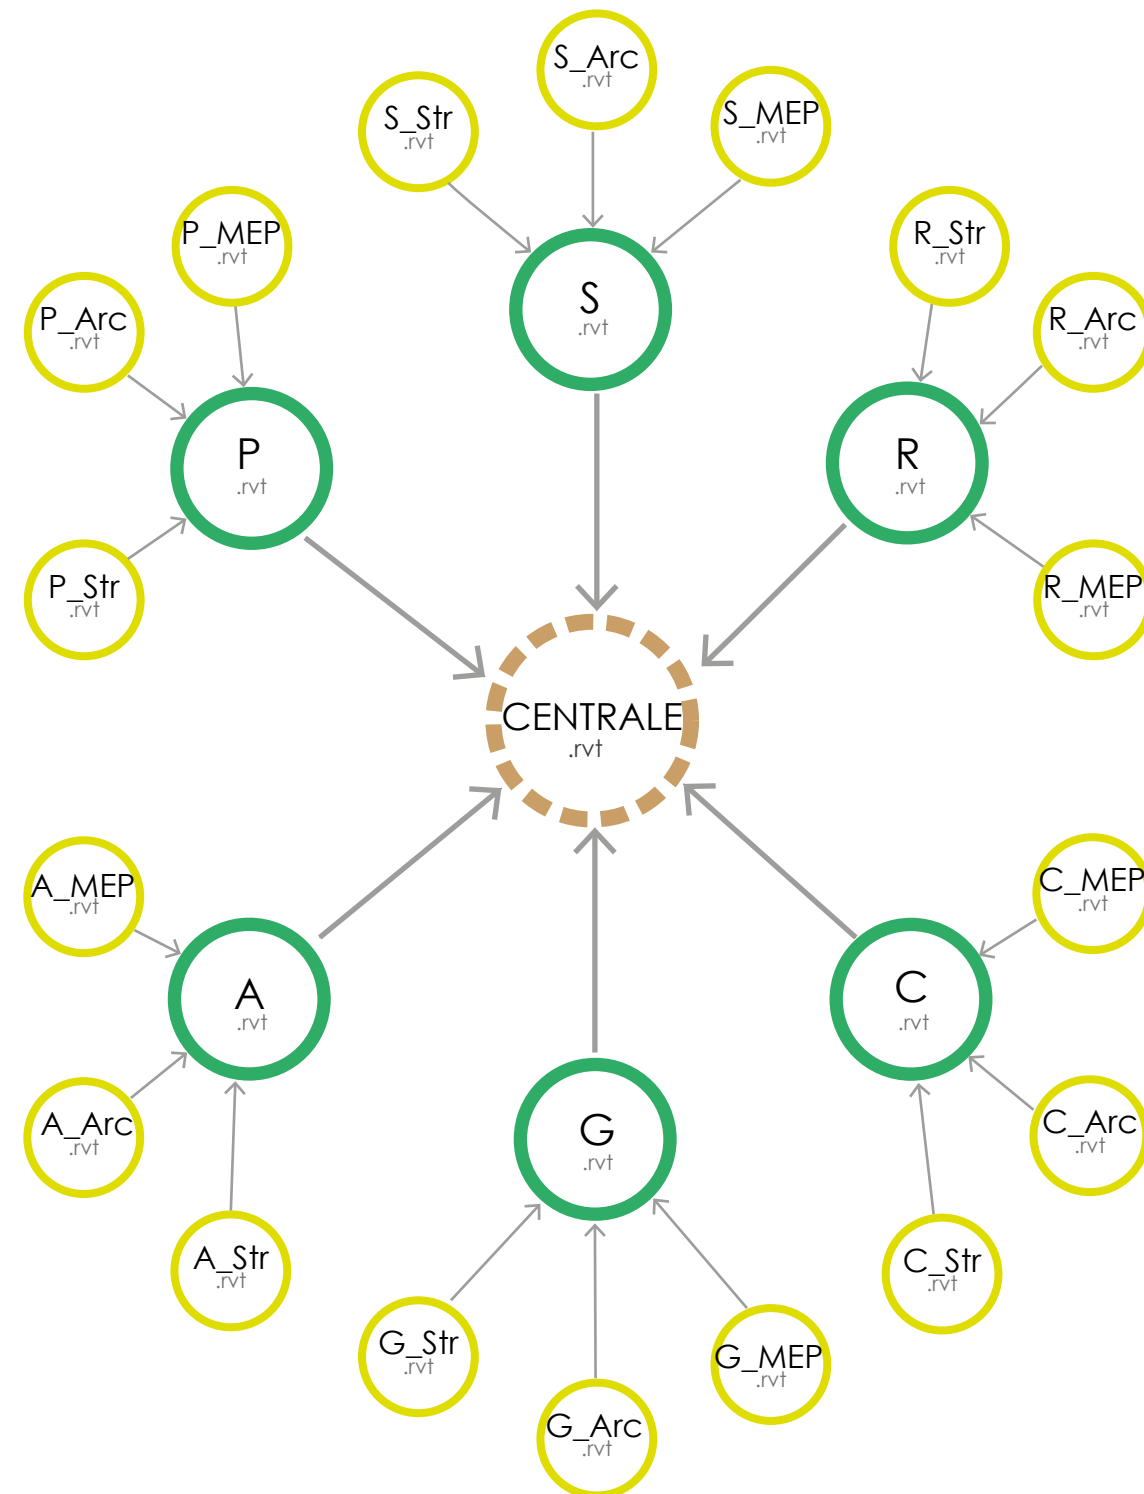 S_Arc
.rvt
S_Str
.rvt
S_MEP
.rvt
P_MEP
.rvt
R_Str
.rvt
P_Arc
.rvt
R_Arc
.rvt
S
.rvt
P
.rvt
R
.rvt
P_Str
.rvt
R_MEP
.rvt
CENTRALE
.rvt
A_MEP
.rvt
C_MEP
.rvt
A
.rvt
C
.rvt
A_Arc
.rvt
G
.rvt
C_Arc
.rvt
A_Str
.rvt
C_Str
.rvt
G_Str
.rvt
G_MEP
.rvt
G_Arc
.rvt